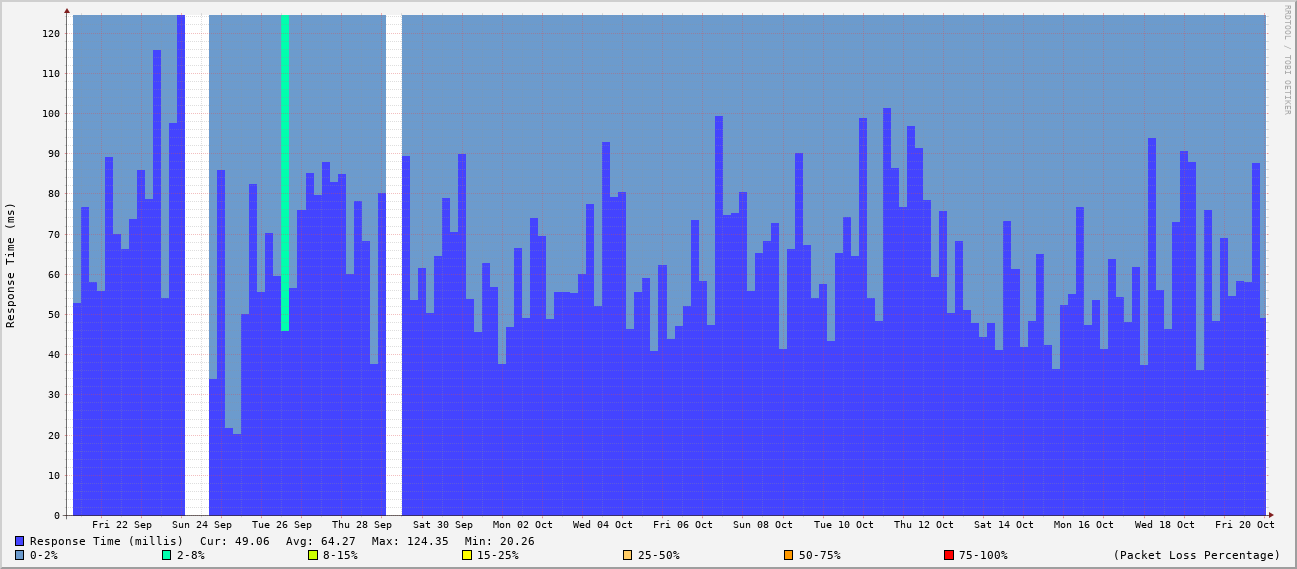 RRDTOOL / TOBI OETIKER
Response Time (ms)
120
110
100
90
80
70
60
50
40
30
20
10
0
Fri 22 Sep Sun 24 Sep Tue 26 Sep Thu 28 Sep Sat 30 Sep Mon 02 Oct Wed 04 Oct Fri 06 Oct Sun 08 Oct Tue 10 Oct Thu 12 Oct Sat 14 Oct Mon 16 Oct Wed 18 Oct Fri 20 Oct
Response Time (millis) Cur: 49.06 Avg: 64.27 Max: 124.35 Min: 20.26
0-2% 2-8% 8-15% 15-25% 25-50% 50-75% 75-100% (Packet Loss Percentage)